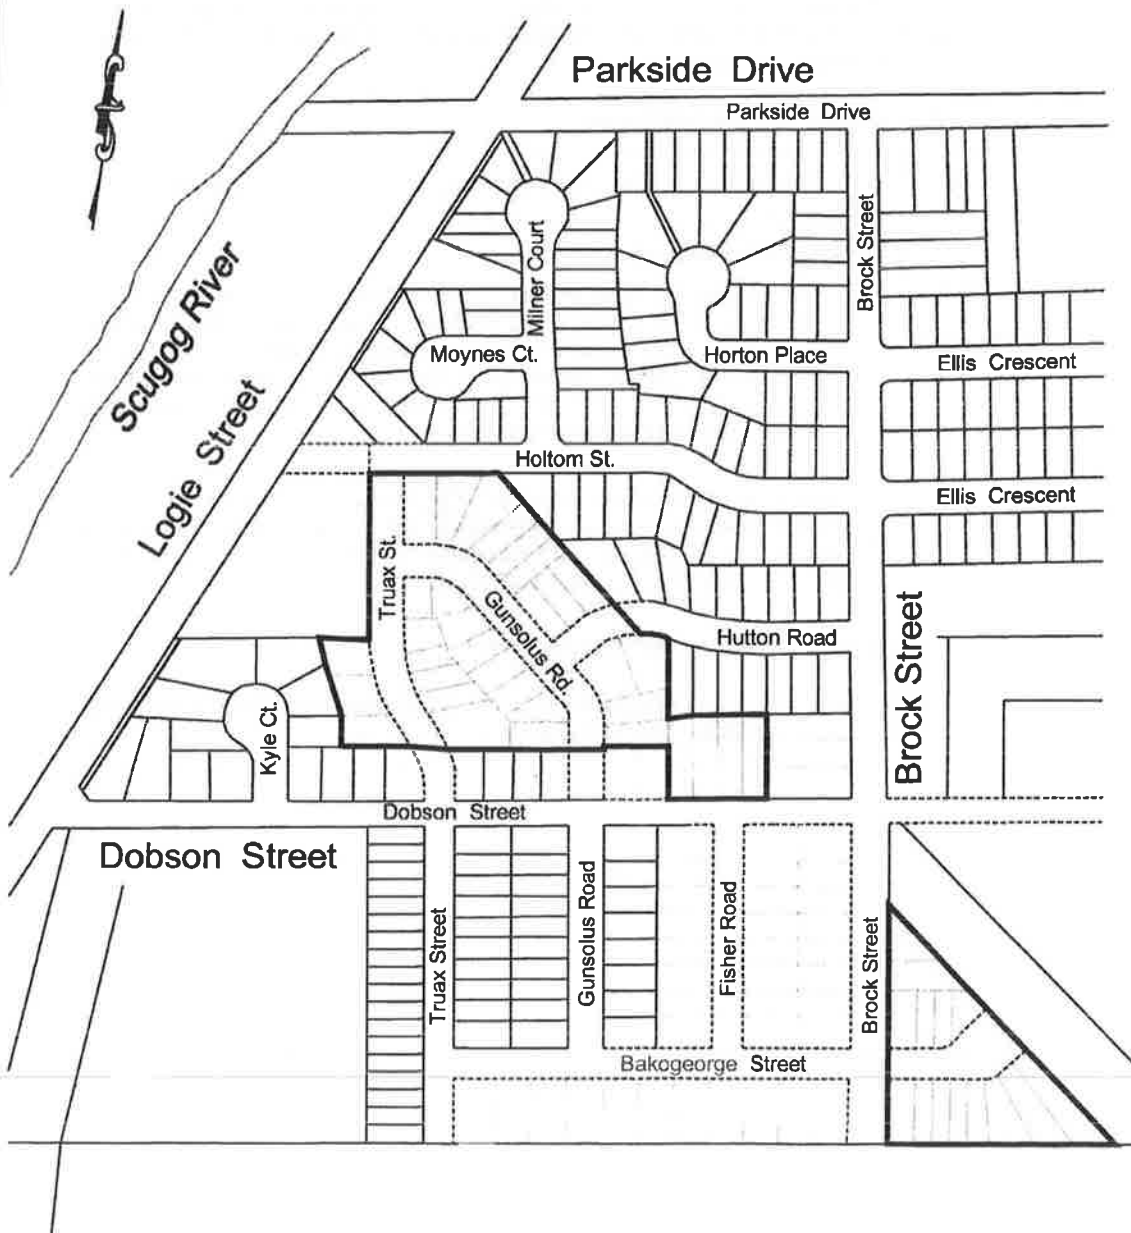 Parkside Drive
Parkside Drive
Brock Street
Milner Court
Scugog River
Moynes Ct.
Horton Place
Ellis Crescent
Logie Street
Holtom St.
Ellis Crescent
Truax St.
Gunsolus Rd.
Hutton Road
Brock Street
Kyle Ct.
Dobson Street
Dobson Street
Truax Street
Gunsolus Road
Fisher Road
Brock Street
Bakogeorge Street